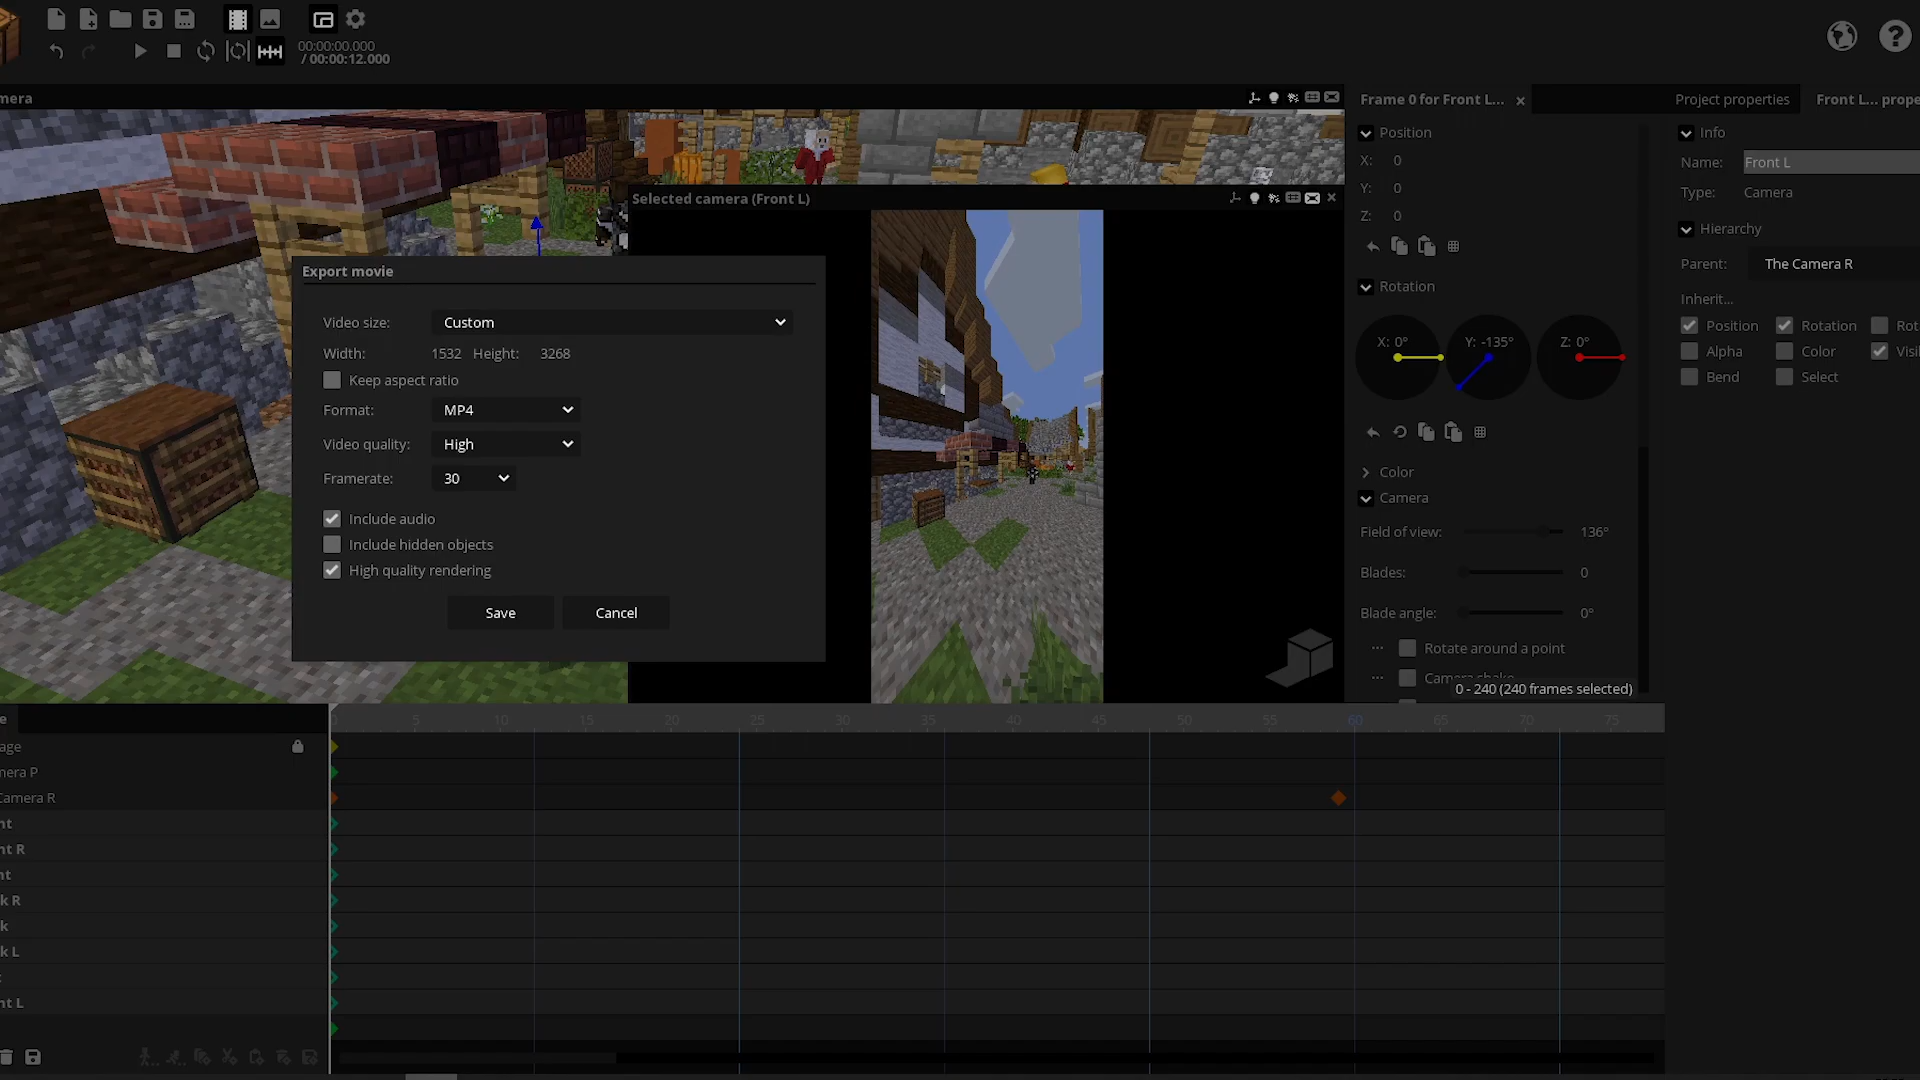 00:00:00.000
/ 00:00:12.000
mera
Frame 0 for Front L...
Project properties
Front L... prope
Position
X: 0
Y: 0
Z: 0
Rotation
X: 0°
Y: -135°
Z: 0°
Color
Camera
Field of view: 136°
Blades: 0
Blade angle: 0°
Rotate around a point
Camera shake
0 - 240 (240 frames selected)
Info
Name: Front L
Type: Camera
Hierarchy
Parent: The Camera R
Inherit...
Position Rotation Rot
Alpha Color Visi
Bend Select
Selected camera (Front L)
Export movie
Video size: Custom
Width: 1532 Height: 3268
Keep aspect ratio
Format: MP4
Video quality: High
Framerate: 30
Include audio
Include hidden objects
High quality rendering
Save Cancel
e
0 5 10 15 20 25 30 35 40 45 50 55 60 65 70 75
age
mera P
Camera R
nt
nt R
nt
k R
k
k L
t
nt L